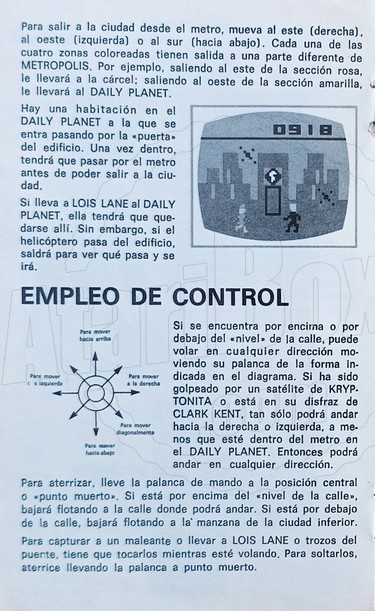 Para salir a la ciudad desde el metro, mueva al este (derecha),
al oeste (izquierda) o al sur (hacia abajo). Cada una de las
cuatro zonas coloreadas tienen salida a una parte diferente de
METROPOLIS. Por ejemplo, saliendo al este de la sección rosa,
le llevará a la cárcel; saliendo al oeste de la sección amarilla,
le llevará al DAILY PLANET.
Hay una habitación en el
DAILY PLANET a la que se
entra pasando por la «puerta»
del edificio. Una vez dentro,
tendrá que pasar por el metro
antes de poder salir a la ciu-
dad.
Si lleva a LOIS LANE al DAILY
PLANET, ella tendrá que que-
darse allí. Sin embargo, si el
helicóptero pasa del edificio,
saldrá para ver qué pasa y se
irá.
0918
EMPLEO DE CONTROL
Para mover
hacia arriba
Para mover
a izquierda
Para mover
a la derecha
Para mover
diagonalmente
Para mover
hacia abajo
Si se encuentra por encima o por
debajo del «nivel» de la calle, puede
volar en cualquier dirección mo-
viendo su palanca de la forma in-
dicada en el diagrama. Si ha sido
golpeado por un satélite de KRYP-
TONITA o está en su disfraz de
CLARK KENT, tan sólo podrá andar
hacia la derecha o izquierda, a me-
nos que esté dentro del metro en
el DAILY PLANET. Entonces podrá
andar en cualquier dirección.
Para aterrizar, lleve la palanca de mando a la posición central
o «punto muerto». Si está por encima del «nivel de la calle»,
bajará flotando a la calle donde podrá andar. Si está por debajo
de la calle, bajará flotando a la manzana de la ciudad inferior.
Para capturar a un maleante o llevar a LOIS LANE o trozos del
puente, tiene que tocarlos mientras esté volando. Para soltarlos,
aterrice llevando la palanca a punto muerto.
AtariBox